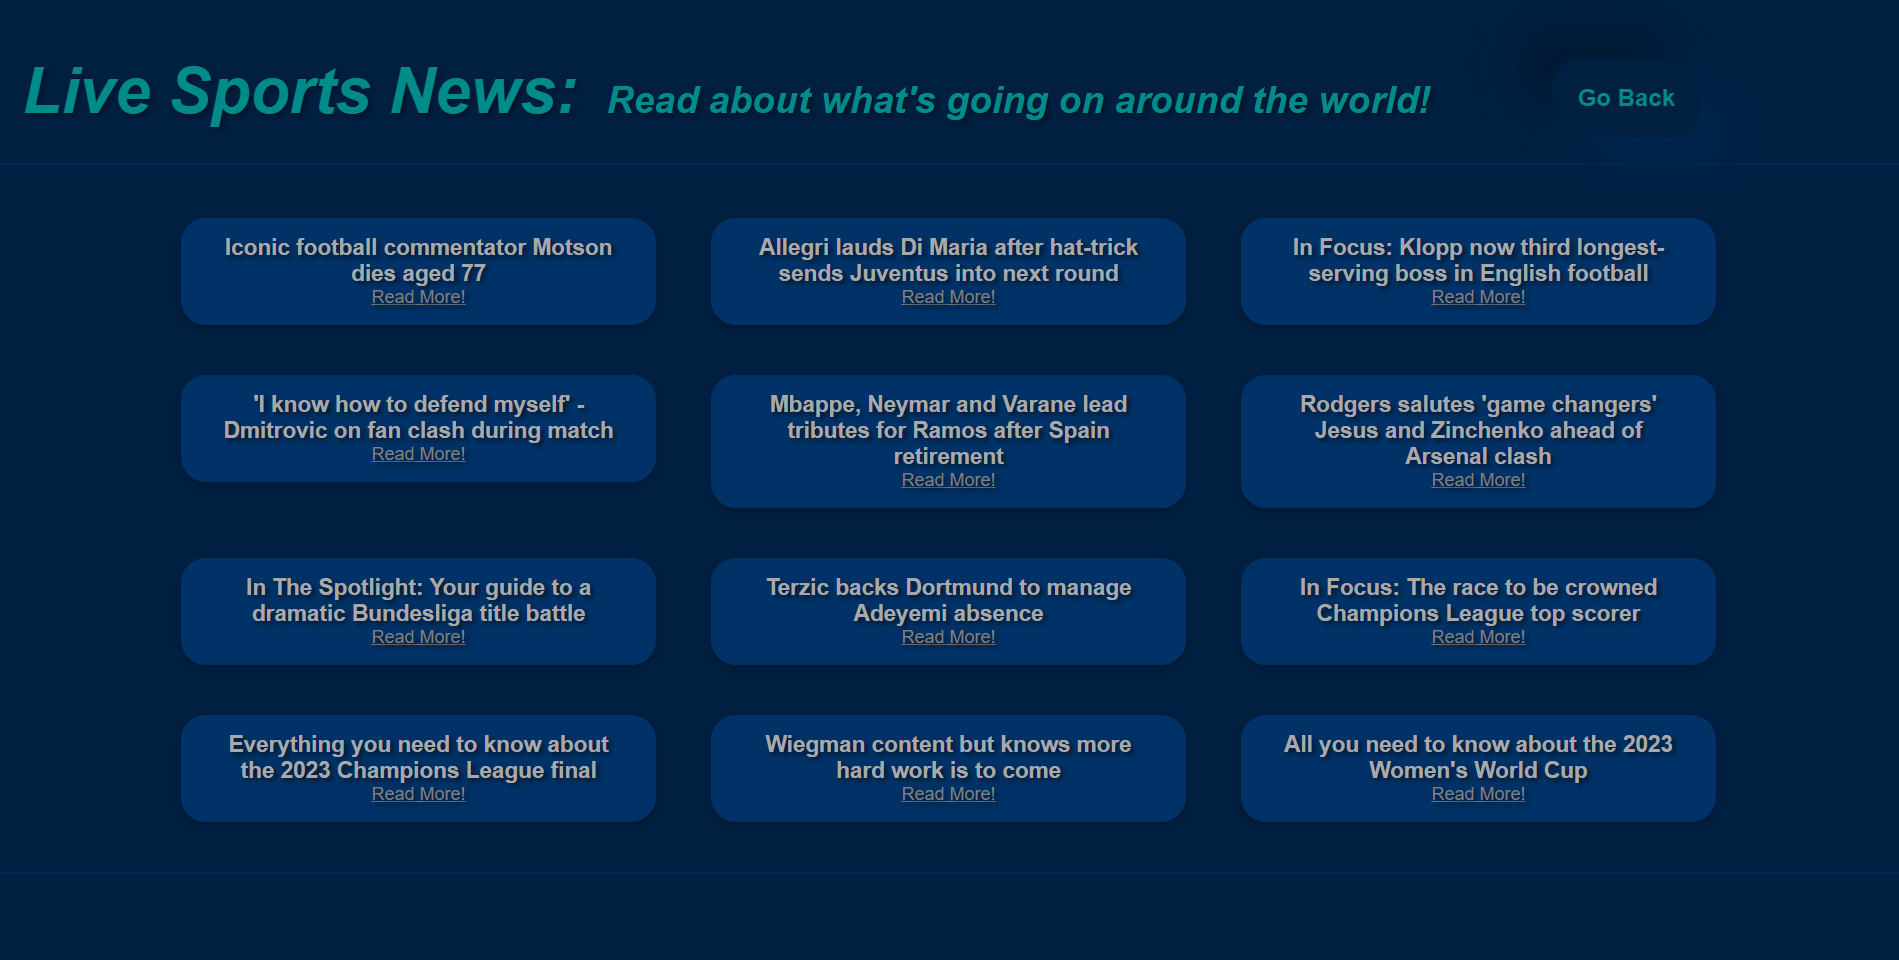 Live Sports News: Read about what's going on around the world!
Go Back
Iconic football commentator Motson
dies aged 77
Read More!
Allegri lauds Di Maria after hat-trick
sends Juventus into next round
Read More!
In Focus: Klopp now third longest-
serving boss in English football
Read More!
'I know how to defend myself' -
Dmitrovic on fan clash during match
Read More!
Mbappe, Neymar and Varane lead
tributes for Ramos after Spain
retirement
Read More!
Rodgers salutes 'game changers'
Jesus and Zinchenko ahead of
Arsenal clash
Read More!
In The Spotlight: Your guide to a
dramatic Bundesliga title battle
Read More!
Terzic backs Dortmund to manage
Adeyemi absence
Read More!
In Focus: The race to be crowned
Champions League top scorer
Read More!
Everything you need to know about
the 2023 Champions League final
Read More!
Wiegman content but knows more
hard work is to come
Read More!
All you need to know about the 2023
Women's World Cup
Read More!